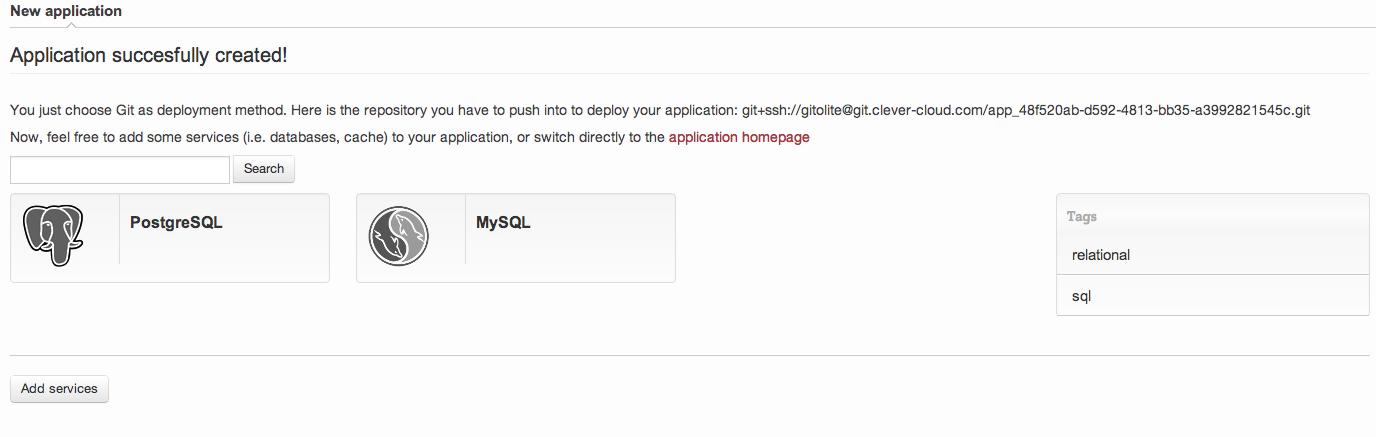 New application
Application succesfully created!
You just choose Git as deployment method. Here is the repository you have to push into to deploy your application: git+ssh://gitolite@git.clever-cloud.com/app_48f520ab-d592-4813-bb35-a3992821545c.git
Now, feel free to add some services (i.e. databases, cache) to your application, or switch directly to the application homepage
Search
PostgreSQL
MySQL
Tags
relational
sql
Add services